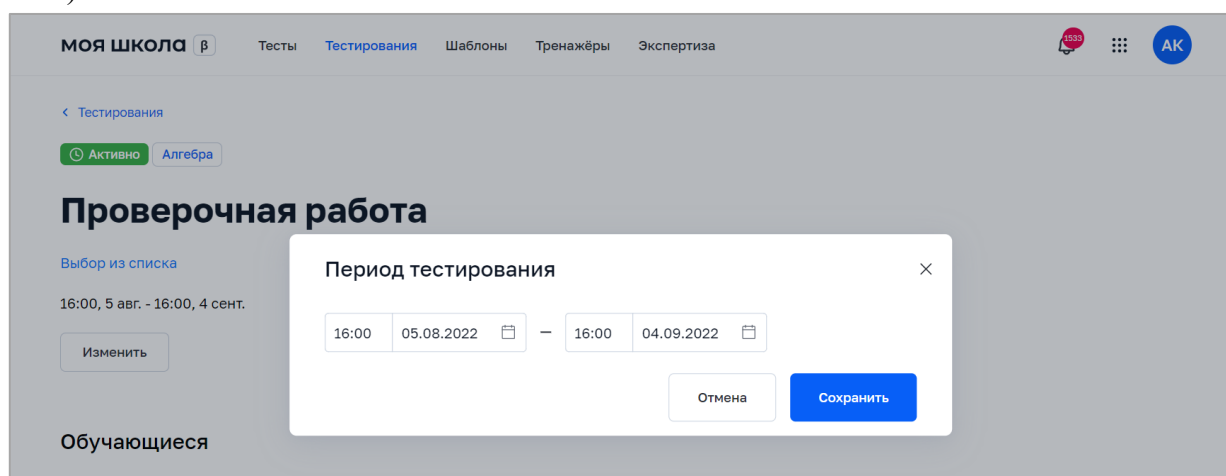 )
МОЯ ШКОЛА β Тесты Тестирования Шаблоны Тренажёры Экспертиза 1533 АК
< Тестирования
Активно Алгебра
Проверочная работа
Выбор из списка
16:00, 5 авг. - 16:00, 4 сент.
Изменить
Период тестирования
16:00 05.08.2022 — 16:00 04.09.2022
Отмена Сохранить
Обучающиеся